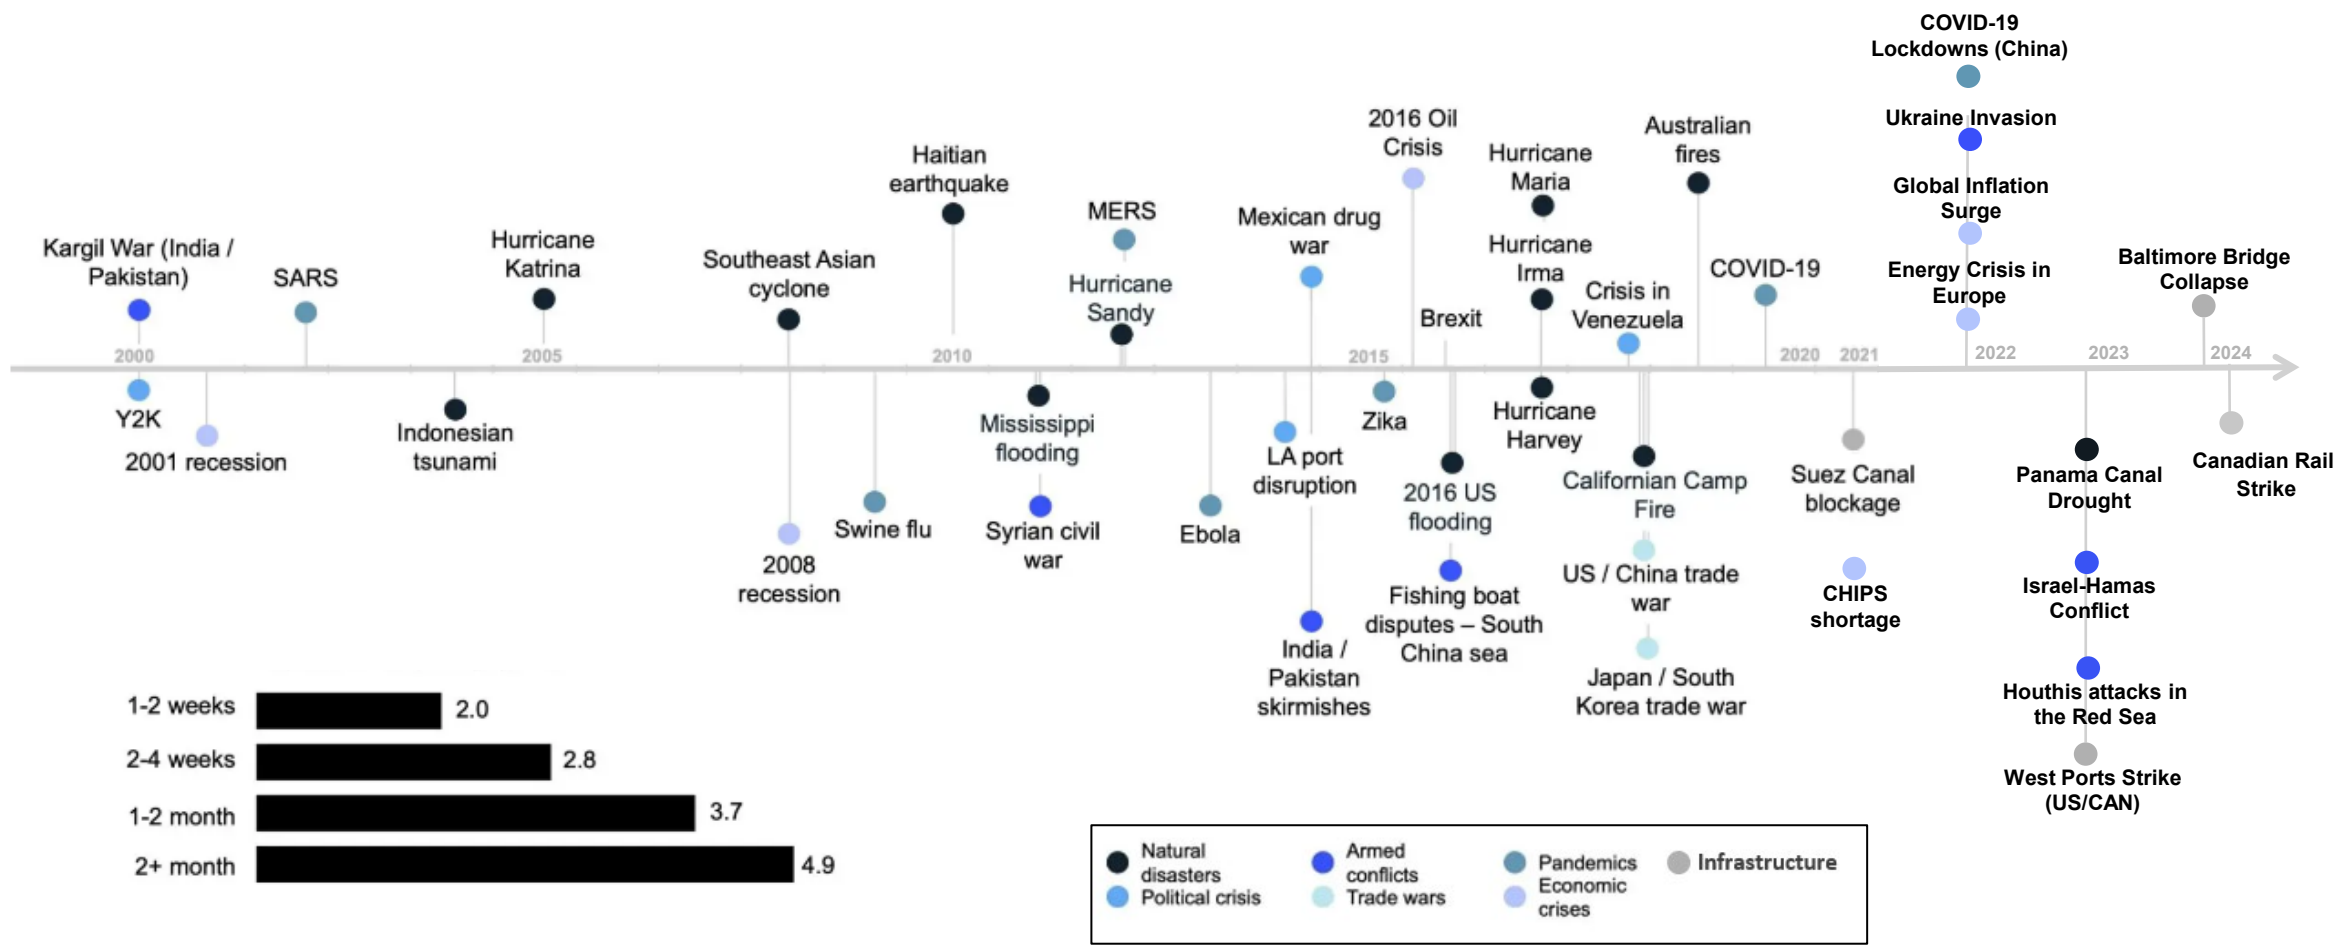 COVID-19
Lockdowns (China)
Ukraine Invasion
Global Inflation
Surge
Energy Crisis in
Europe
Baltimore Bridge
Collapse
2016 Oil
Crisis
Australian
fires
Hurricane
Maria
Hurricane
Irma
Haitian
earthquake
MERS
Hurricane
Sandy
Mexican drug
war
Brexit
Crisis in
Venezuela
COVID-19
Kargil War (India /
Pakistan)
SARS
Hurricane
Katrina
Southeast Asian
cyclone
2000
2005
2010
2015
2020
2021
2022
2023
2024
Y2K
2001 recession
Indonesian
tsunami
2008
recession
Swine flu
Mississippi
flooding
Syrian civil
war
Ebola
LA port
disruption
India /
Pakistan
skirmishes
Zika
2016 US
flooding
Fishing boat
disputes – South
China sea
Hurricane
Harvey
Californian Camp
Fire
US / China trade
war
Japan / South
Korea trade war
Suez Canal
blockage
CHIPS
shortage
Panama Canal
Drought
Israel-Hamas
Conflict
Houthis attacks in
the Red Sea
West Ports Strike
(US/CAN)
Canadian Rail
Strike
1-2 weeks 2.0
2-4 weeks 2.8
1-2 month 3.7
2+ month 4.9
Natural
disasters
Political crisis
Armed
conflicts
Trade wars
Pandemics
Economic
crises
Infrastructure